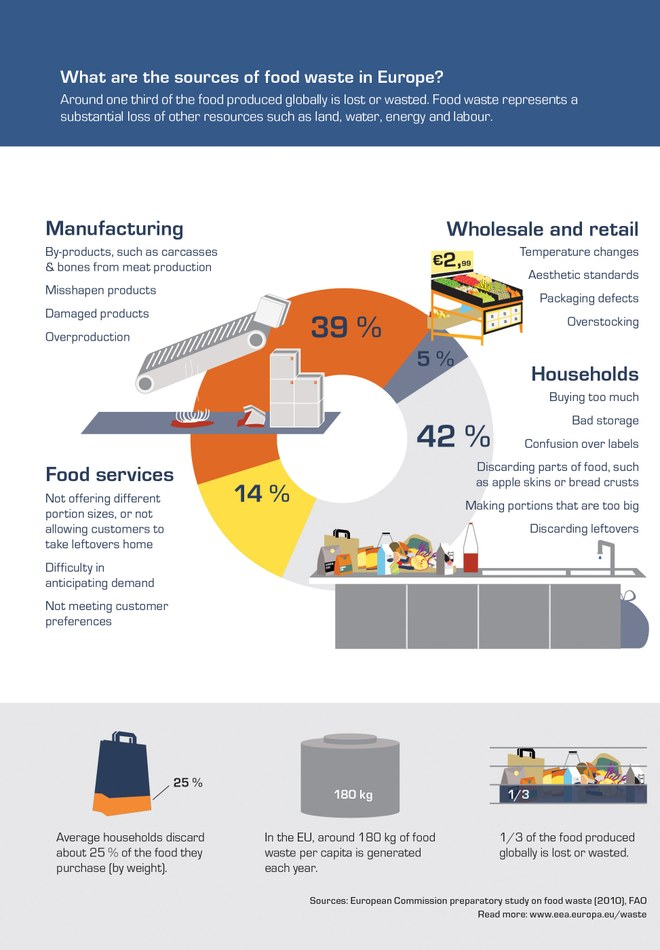 What are the sources of food waste in Europe?
Around one third of the food produced globally is lost or wasted. Food waste represents a
substantial loss of other resources such as land, water, energy and labour.
Manufacturing
By-products, such as carcasses
& bones from meat production
Misshapen products
Damaged products
Overproduction
Wholesale and retail
Temperature changes
Aesthetic standards
Packaging defects
Overstocking
€2,99
39 %
5 %
Households
Buying too much
Bad storage
Confusion over labels
Discarding parts of food, such
as apple skins or bread crusts
Making portions that are too big
Discarding leftovers
42 %
Food services
Not offering different
portion sizes, or not
allowing customers to
take leftovers home
Difficulty in
anticipating demand
Not meeting customer
preferences
14 %
25 %
Average households discard
about 25 % of the food they
purchase (by weight).
180 kg
In the EU, around 180 kg of food
waste per capita is generated
each year.
1/3
1/3 of the food produced
globally is lost or wasted.
Sources: European Commission preparatory study on food waste (2010), FAO
Read more: www.eea.europa.eu/waste